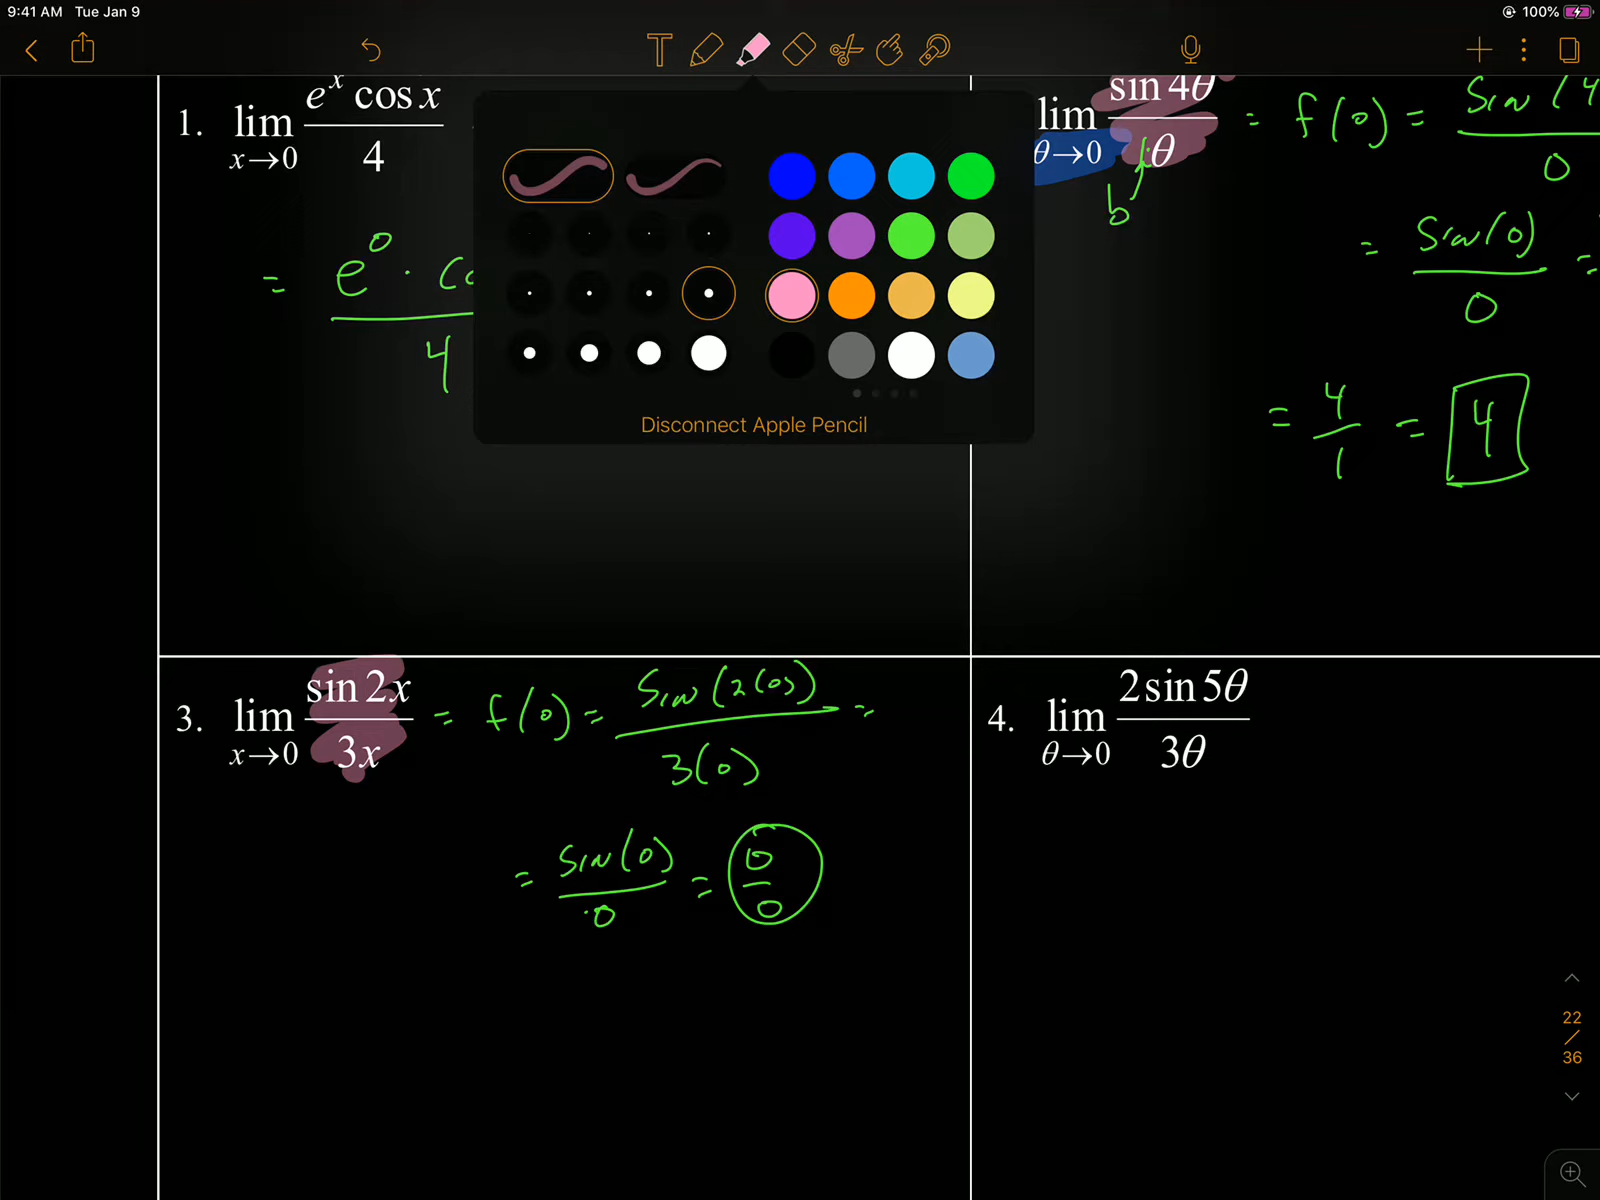 9:41 AM Tue Jan 9
100%
1. lim x→0 e^x cos x / 4
= e^0 · co / 4
Disconnect Apple Pencil
lim θ→0 sin 4θ / θ = f(0) = sin(4 / 0
b
= sin(0) / 0 =
= 4/1 = 4
3. lim x→0 sin 2x / 3x = f(0) = sin(2(0)) / 3(0) =
= sin(0) / 0 = 0/0
4. lim θ→0 2 sin 5θ / 3θ
22 / 36